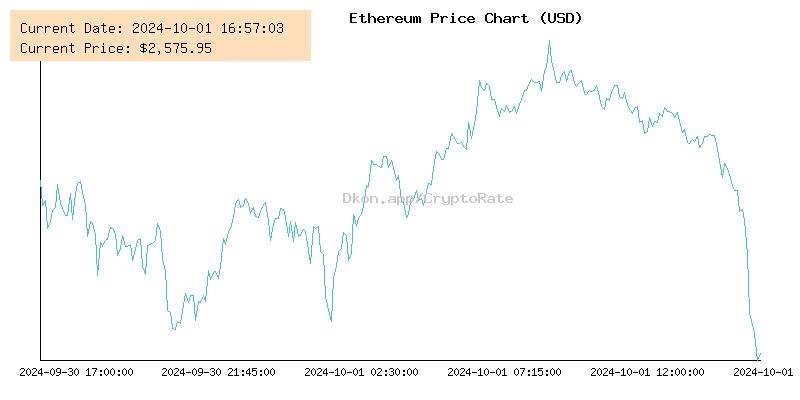 Ethereum Price Chart (USD)
Current Date: 2024-10-01 16:57:03
Current Price: $2,575.95
Dkon.app/CryptoRate
2024-09-30 17:00:00 2024-09-30 21:45:00 2024-10-01 02:30:00 2024-10-01 07:15:00 2024-10-01 12:00:00 2024-10-01